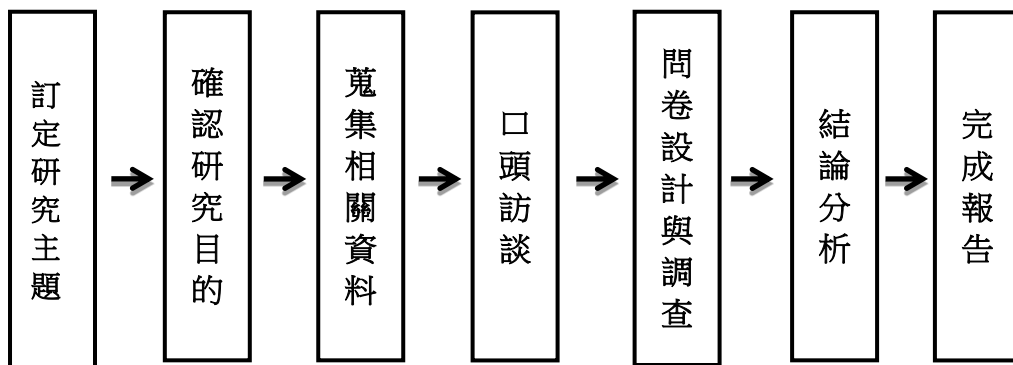 訂定研究主題
確認研究目的
蒐集相關資料
口頭訪談
問卷設計與調查
結論分析
完成報告